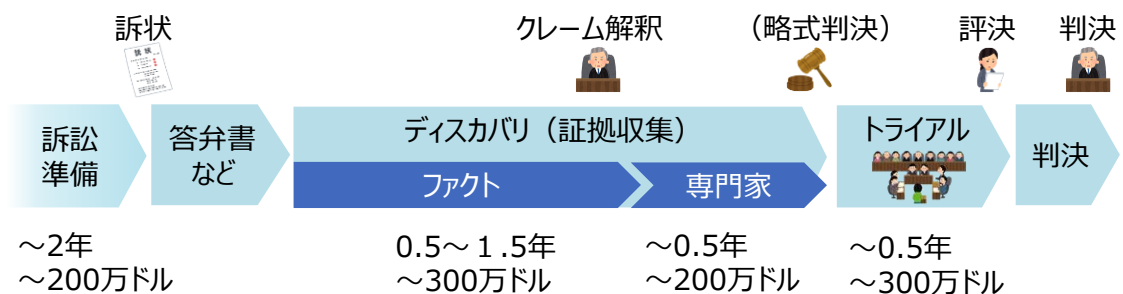 訴状
クレーム解釈
（略式判決）
評決
判決
訴訟
準備
答弁書
など
ディスカバリ（証拠収集）
ファクト
専門家
トライアル
判決
～2年
～200万ドル
0.5～１.5年
～300万ドル
～0.5年
～200万ドル
～0.5年
～300万ドル